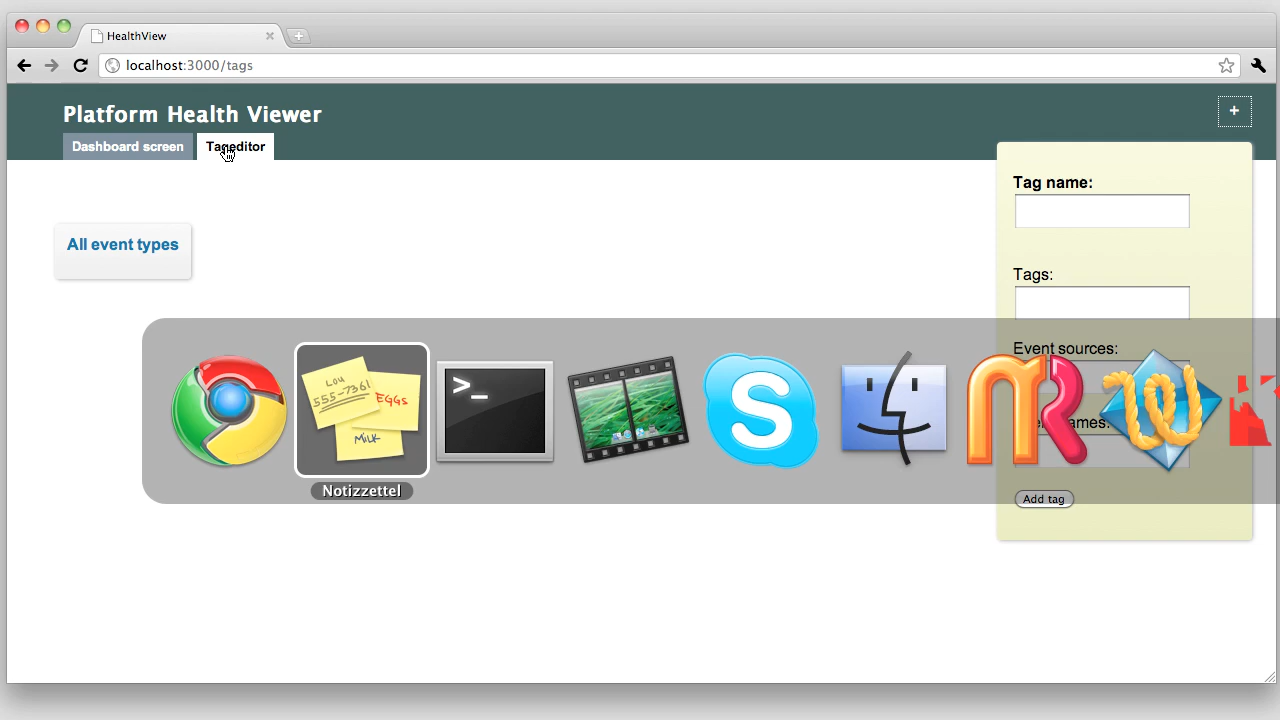 HealthView
localhost:3000/tags
Platform Health Viewer
+
Dashboard screen
Tageditor
Tag name:
All event types
Tags:
Event sources:
LOU
555-7361
EGGS
MILK
>_
S
ames:
Notizzettel
Add tag